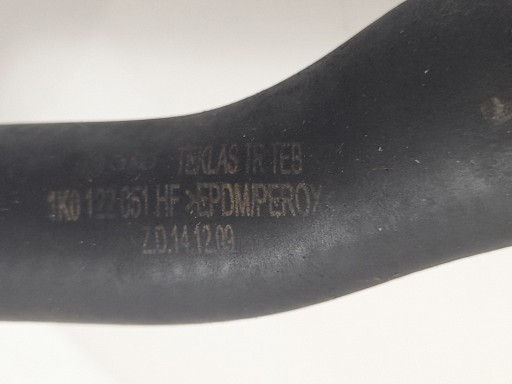 TEKLAS TR TEB
1K0 122 051 HF >EPDM/PEROX
Z.D.14 12 09